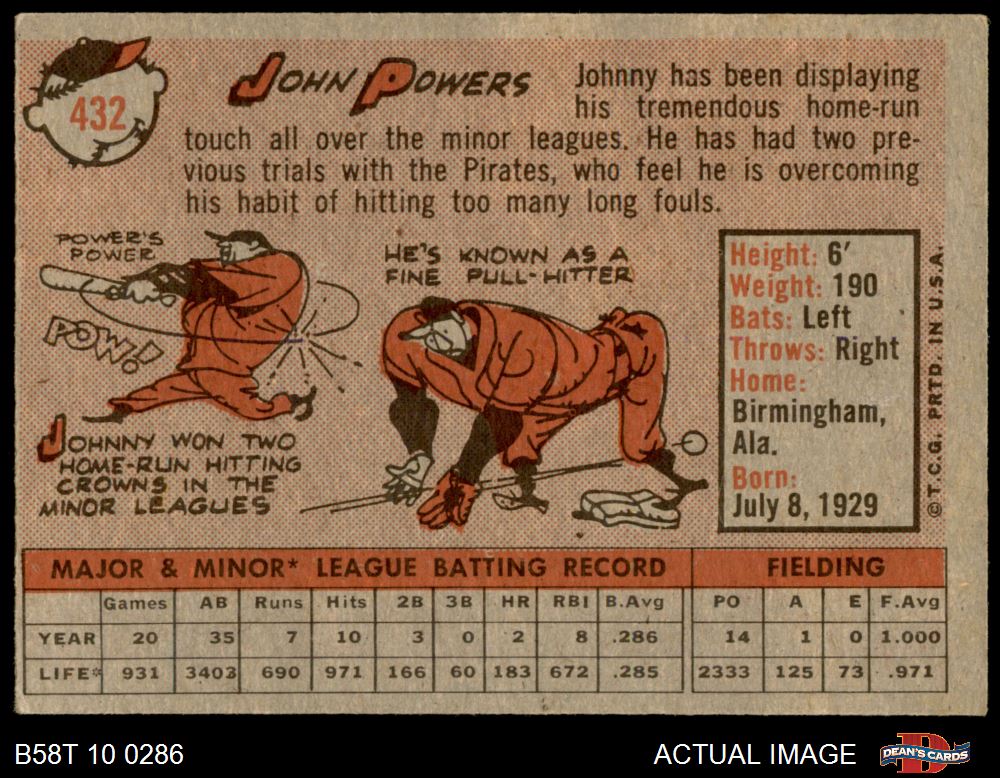 432
JOHN POWERS
Johnny has been displaying
his tremendous home-run
touch all over the minor leagues. He has had two pre-
vious trials with the Pirates, who feel he is overcoming
his habit of hitting too many long fouls.
POWER'S
POWER
POW!
JOHNNY WON TWO
HOME-RUN HITTING
CROWNS IN THE
MINOR LEAGUES
HE'S KNOWN AS A
FINE PULL-HITTER
Height: 6'
Weight: 190
Bats: Left
Throws: Right
Home:
Birmingham,
Ala.
Born:
July 8, 1929
©T.C.G. PRTD. IN U.S.A.
MAJOR & MINOR* LEAGUE BATTING RECORD FIELDING
Games AB Runs Hits 2B 3B HR RBI B.Avg PO A E F.Avg
YEAR 20 35 7 10 3 0 2 8 .286 14 1 0 1.000
LIFE* 931 3403 690 971 166 60 183 672 .285 2333 125 73 .971
B58T 10 0286 ACTUAL IMAGE DEAN'S CARDS